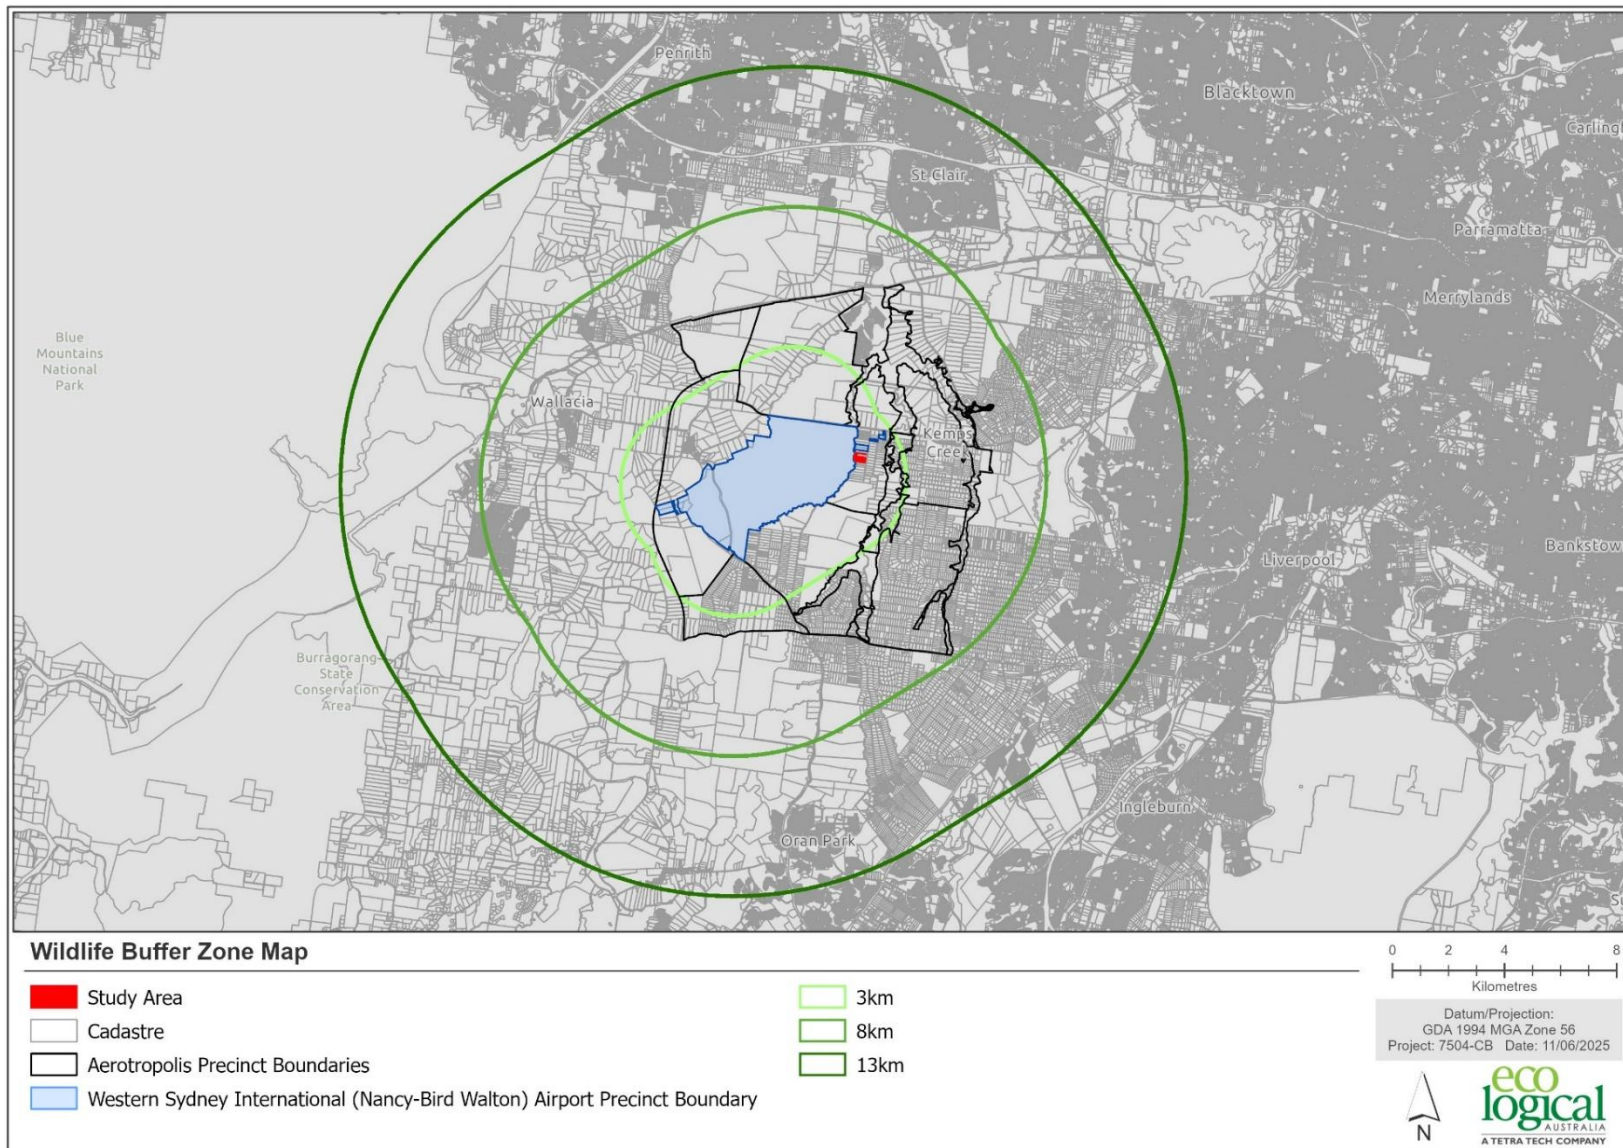 Penrith
Blacktown
Carling
St Clair
Parramatta
Merrylands
Blue
Mountains
National
Park
Wallacia
Kemps
Creek
Liverpool
Bankstow
Burragorang
State
Conservation
Area
Ingleburn
Oran Park
Wildlife Buffer Zone Map
Study Area
Cadastre
Aerotropolis Precinct Boundaries
Western Sydney International (Nancy-Bird Walton) Airport Precinct Boundary
3km
8km
13km
0 2 4 8
Kilometres
Datum/Projection:
GDA 1994 MGA Zone 56
Project: 7504-CB Date: 11/06/2025
N
eco
logical
AUSTRALIA
A TETRA TECH COMPANY